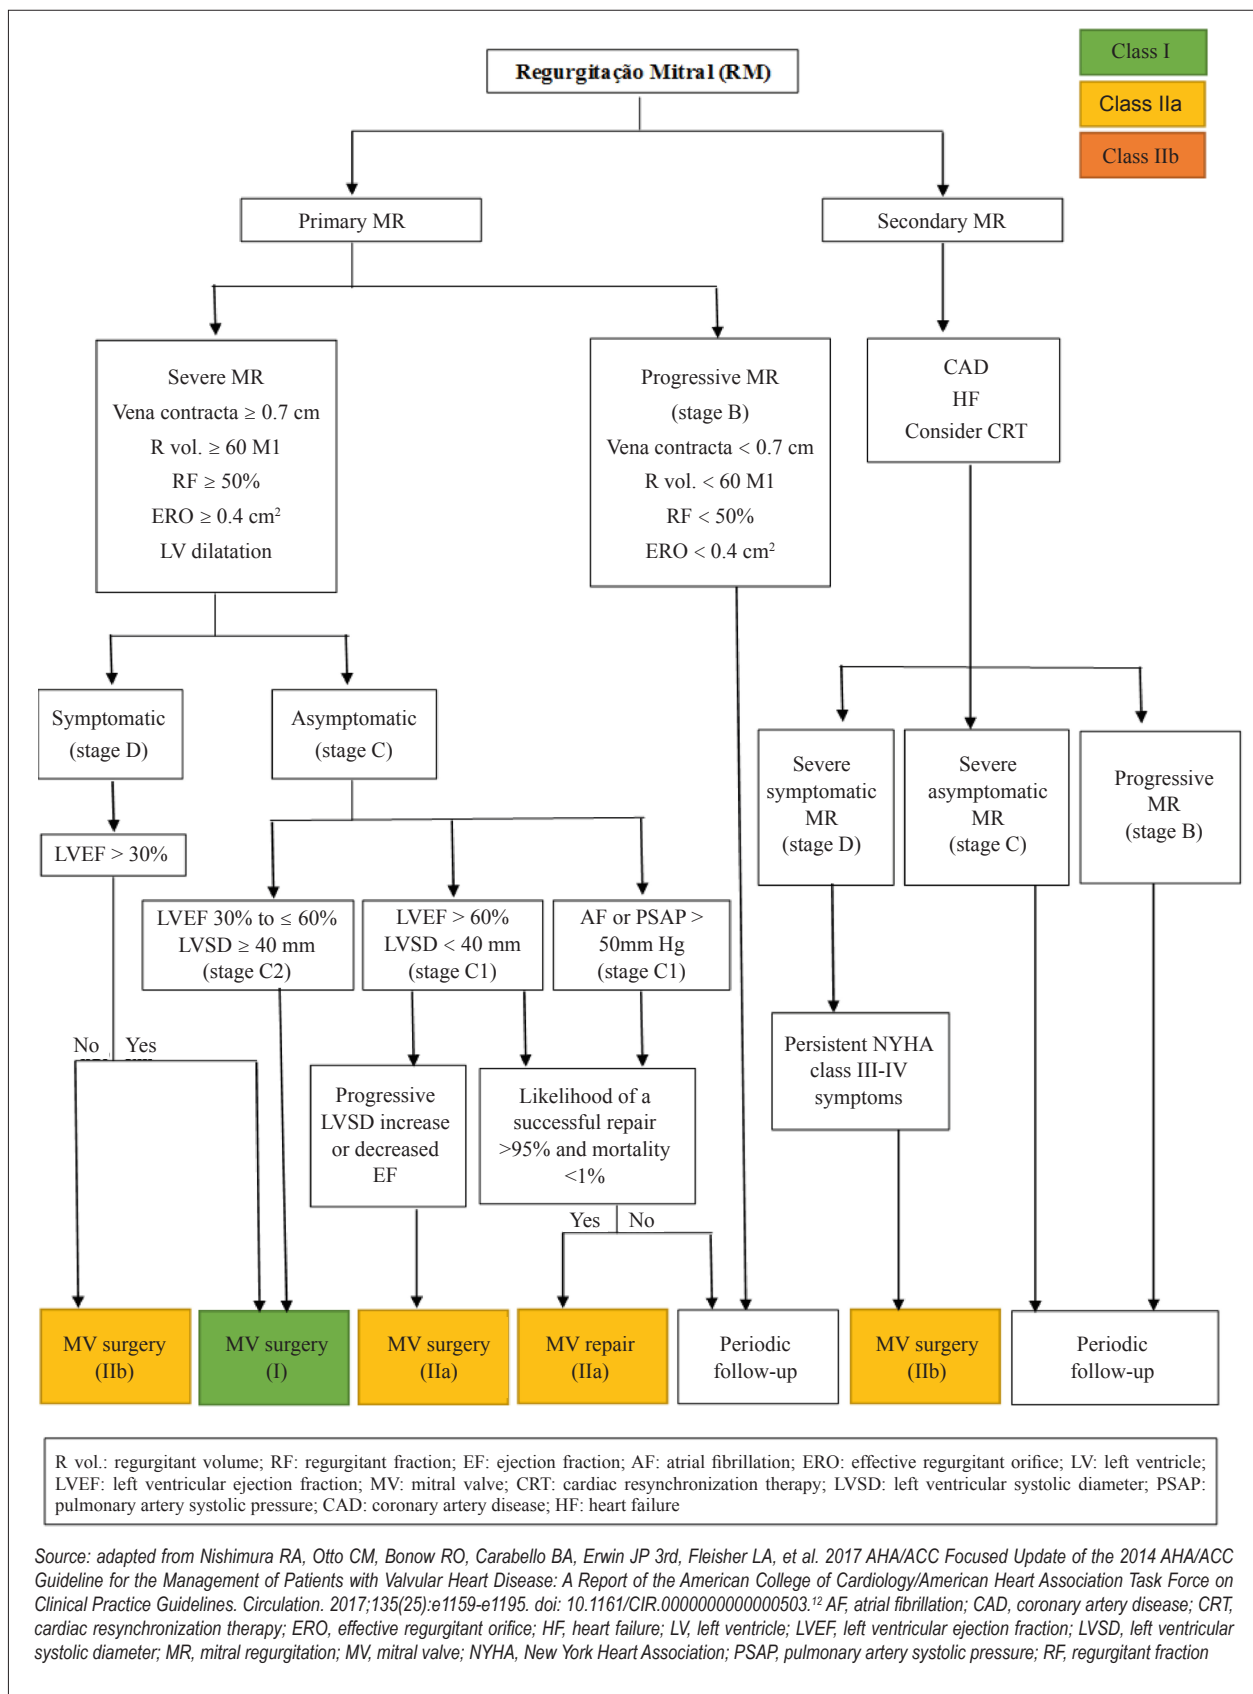 Regurgitação Mitral (RM)
Class I
Class IIa
Class IIb
Primary MR
Secondary MR
Severe MR
Vena contracta ≥ 0.7 cm
R vol. ≥ 60 M1
RF ≥ 50%
ERO ≥ 0.4 cm²
LV dilatation
Progressive MR
(stage B)
Vena contracta < 0.7 cm
R vol. < 60 M1
RF < 50%
ERO < 0.4 cm²
CAD
HF
Consider CRT
Symptomatic
(stage D)
Asymptomatic
(stage C)
Severe
symptomatic
MR
(stage D)
Severe
asymptomatic
MR
(stage C)
Progressive
MR
(stage B)
LVEF > 30%
LVEF 30% to ≤ 60%
LVSD ≥ 40 mm
(stage C2)
LVEF > 60%
LVSD < 40 mm
(stage C1)
AF or PSAP >
50mm Hg
(stage C1)
No Yes
Persistent NYHA
class III-IV
symptoms
Progressive
LVSD increase
or decreased
EF
Likelihood of a
successful repair
>95% and mortality
<1%
Yes No
MV surgery
(IIb)
MV surgery
(I)
MV surgery
(IIa)
MV repair
(IIa)
Periodic
follow-up
MV surgery
(IIb)
Periodic
follow-up
R vol.: regurgitant volume; RF: regurgitant fraction; EF: ejection fraction; AF: atrial fibrillation; ERO: effective regurgitant orifice; LV: left ventricle;
LVEF: left ventricular ejection fraction; MV: mitral valve; CRT: cardiac resynchronization therapy; LVSD: left ventricular systolic diameter; PSAP:
pulmonary artery systolic pressure; CAD: coronary artery disease; HF: heart failure
Source: adapted from Nishimura RA, Otto CM, Bonow RO, Carabello BA, Erwin JP 3rd, Fleisher LA, et al. 2017 AHA/ACC Focused Update of the 2014 AHA/ACC
Guideline for the Management of Patients with Valvular Heart Disease: A Report of the American College of Cardiology/American Heart Association Task Force on
Clinical Practice Guidelines. Circulation. 2017;135(25):e1159-e1195. doi: 10.1161/CIR.0000000000000503.¹² AF, atrial fibrillation; CAD, coronary artery disease; CRT,
cardiac resynchronization therapy; ERO, effective regurgitant orifice; HF, heart failure; LV, left ventricle; LVEF, left ventricular ejection fraction; LVSD, left ventricular
systolic diameter; MR, mitral regurgitation; MV, mitral valve; NYHA, New York Heart Association; PSAP, pulmonary artery systolic pressure; RF, regurgitant fraction